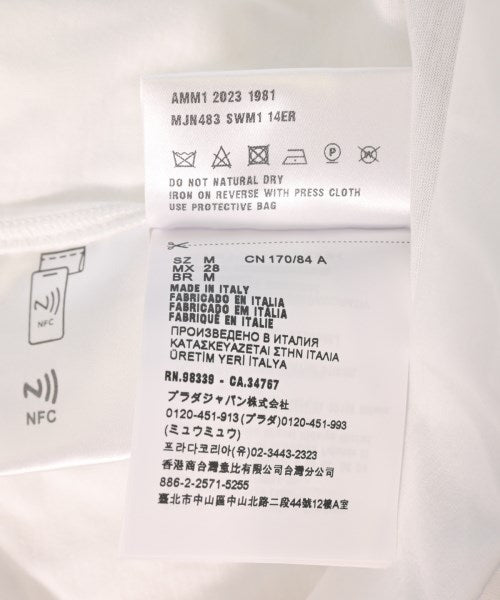 AMM1 2023 1981
MJN483 SWM1 14ER
DO NOT NATURAL DRY
IRON ON REVERSE WITH PRESS CLOTH
USE PROTECTIVE BAG
SZ M CN 170/84 A
MX 28
BR M
MADE IN ITALY
FABRICADO EN ITALIA
FABRICADO EM ITÁLIA
FABRIQUÉ EN ITALIE
ПРОИЗВЕДЕНО В ИТАЛИЯ
ΚΑΤΑΣΚΕΥΑΖΕΤΑΙ ΣΤΗΝ ΙΤΑΛΙΑ
ÜRETİM YERİ İTALYA
RN.98339 - CA.34767
プラダジャパン株式会社
0120-451-913(プラダ)0120-451-993
(ミュウミュウ)
프라다코리아(유)02-3443-2323
香港商台灣普比有限公司台灣分公司
886-2-2571-5255
臺北市中山區中山北路二段44號12樓A室
NFC
NFC